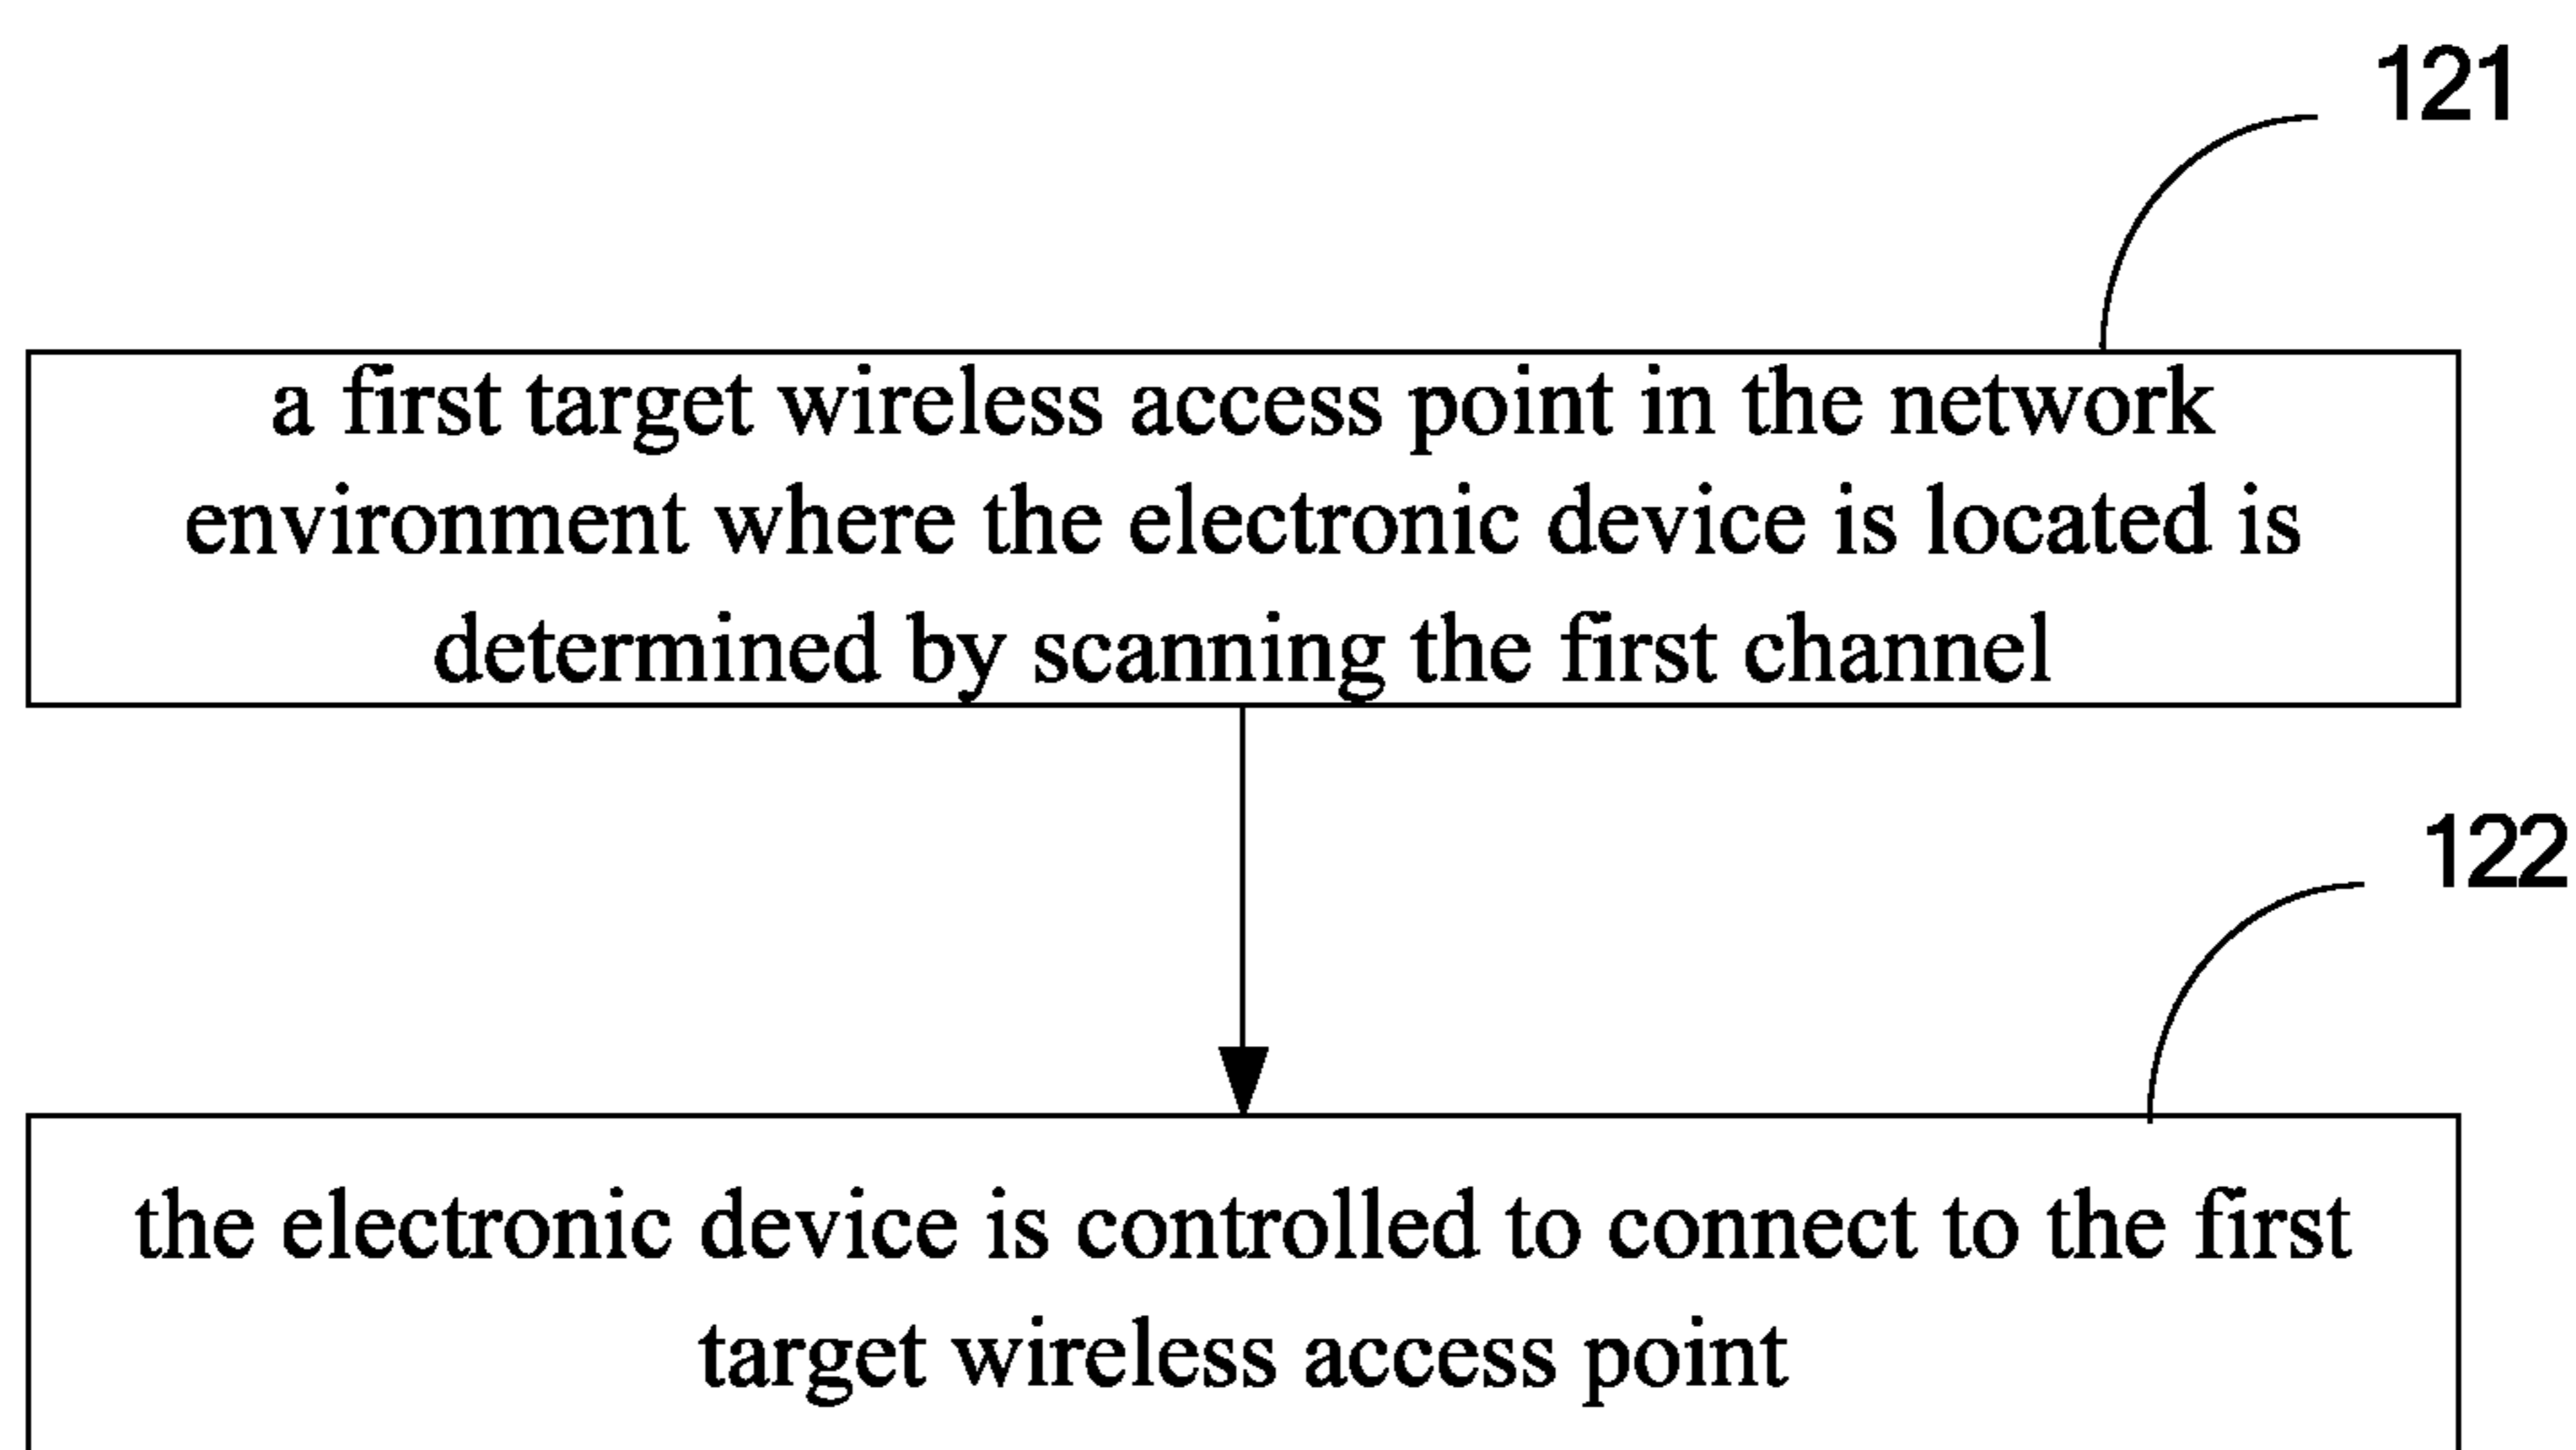 121
a first target wireless access point in the network
environment where the electronic device is located is
determined by scanning the first channel
122
the electronic device is controlled to connect to the first
target wireless access point